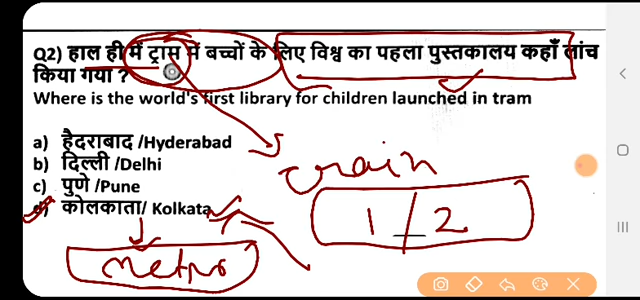 Q2) हाल ही में ट्राम में बच्चों के लिए विश्व का पहला पुस्तकालय कहाँ लांच
किया गया ?
Where is the world's first library for children launched in tram
a) हैदराबाद /Hyderabad
b) दिल्ली /Delhi
c) पुणे /Pune
d) कोलकाता/ Kolkata
train
1/2
metro